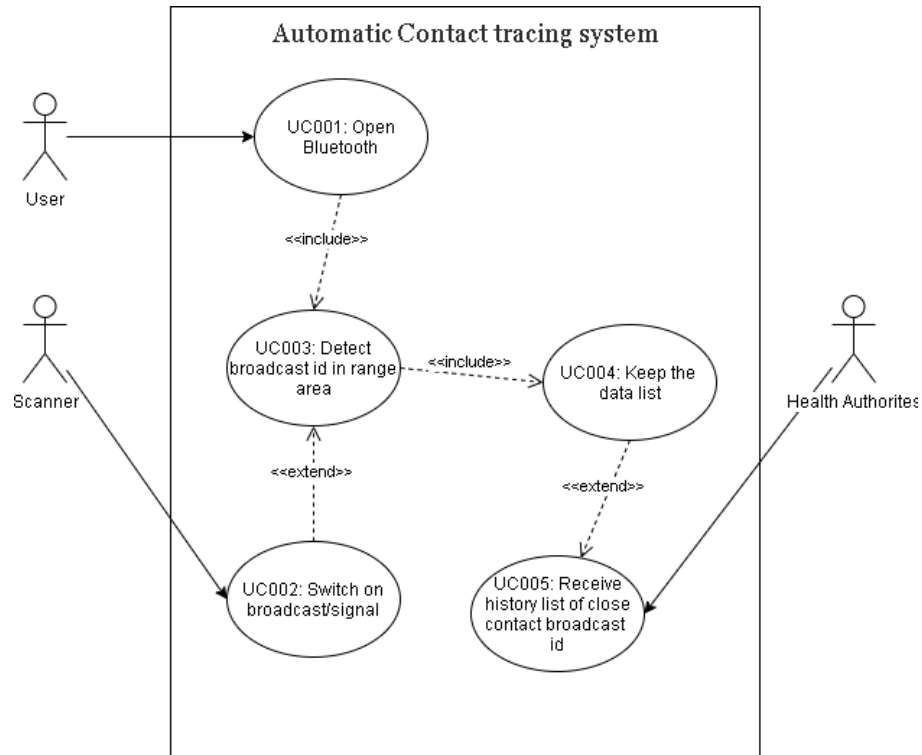 Automatic Contact tracing system
UC001: Open
Bluetooth
User
<<include>>
UC003: Detect
broadcast id in range
area
<<include>>
UC004: Keep the
data list
Scanner
Health Authorites
<<extend>>
<<extend>>
UC002: Switch on
broadcast/signal
UC005: Receive
history list of close
contact broadcast
id